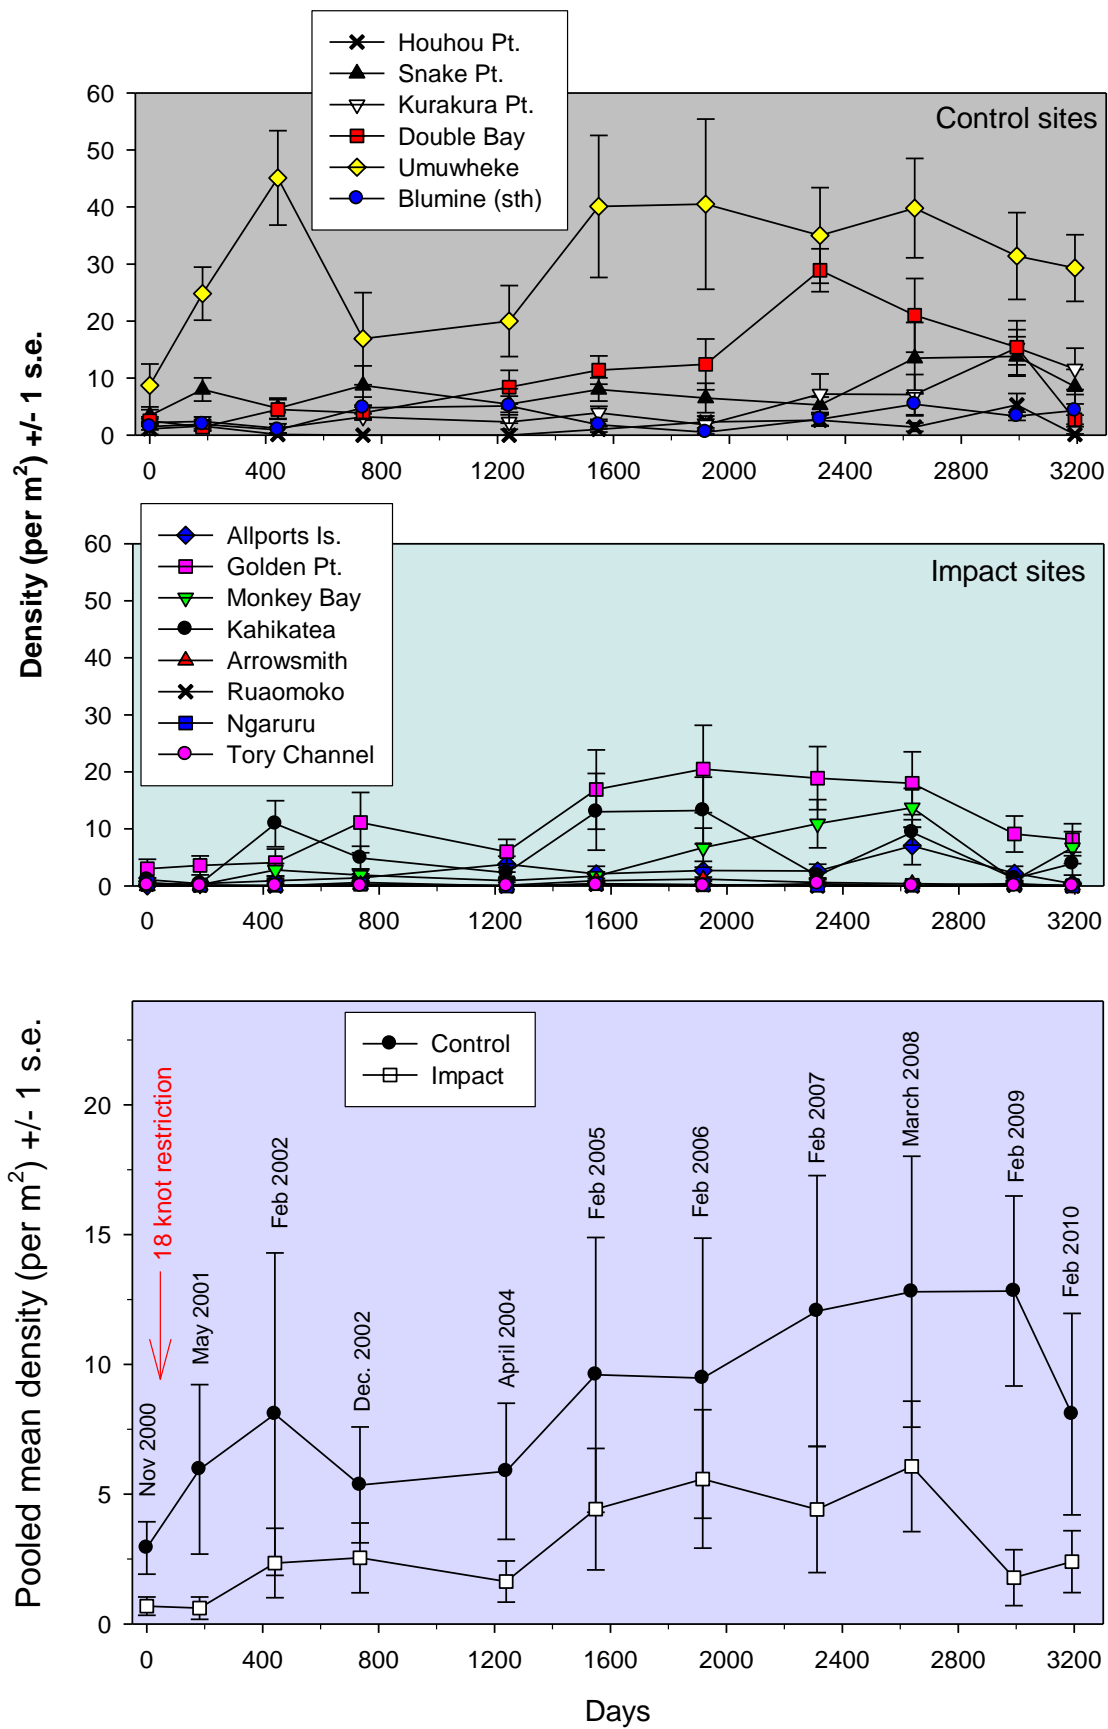 Houhou Pt.
Snake Pt.
Kurakura Pt.
Double Bay
Umuwheke
Blumine (sth)
Control sites
60
50
40
30
20
10
0
0 400 800 1200 1600 2000 2400 2800 3200
Density (per m²) +/- 1 s.e.
Allports Is.
Golden Pt.
Monkey Bay
Kahikatea
Arrowsmith
Ruaomoko
Ngaruru
Tory Channel
Impact sites
60
50
40
30
20
10
0
0 400 800 1200 1600 2000 2400 2800 3200
Pooled mean density (per m²) +/- 1 s.e.
Control
Impact
20
15
10
5
0
Nov 2000
18 knot restriction
May 2001
Feb 2002
Dec. 2002
April 2004
Feb 2005
Feb 2006
Feb 2007
March 2008
Feb 2009
Feb 2010
0 400 800 1200 1600 2000 2400 2800 3200
Days